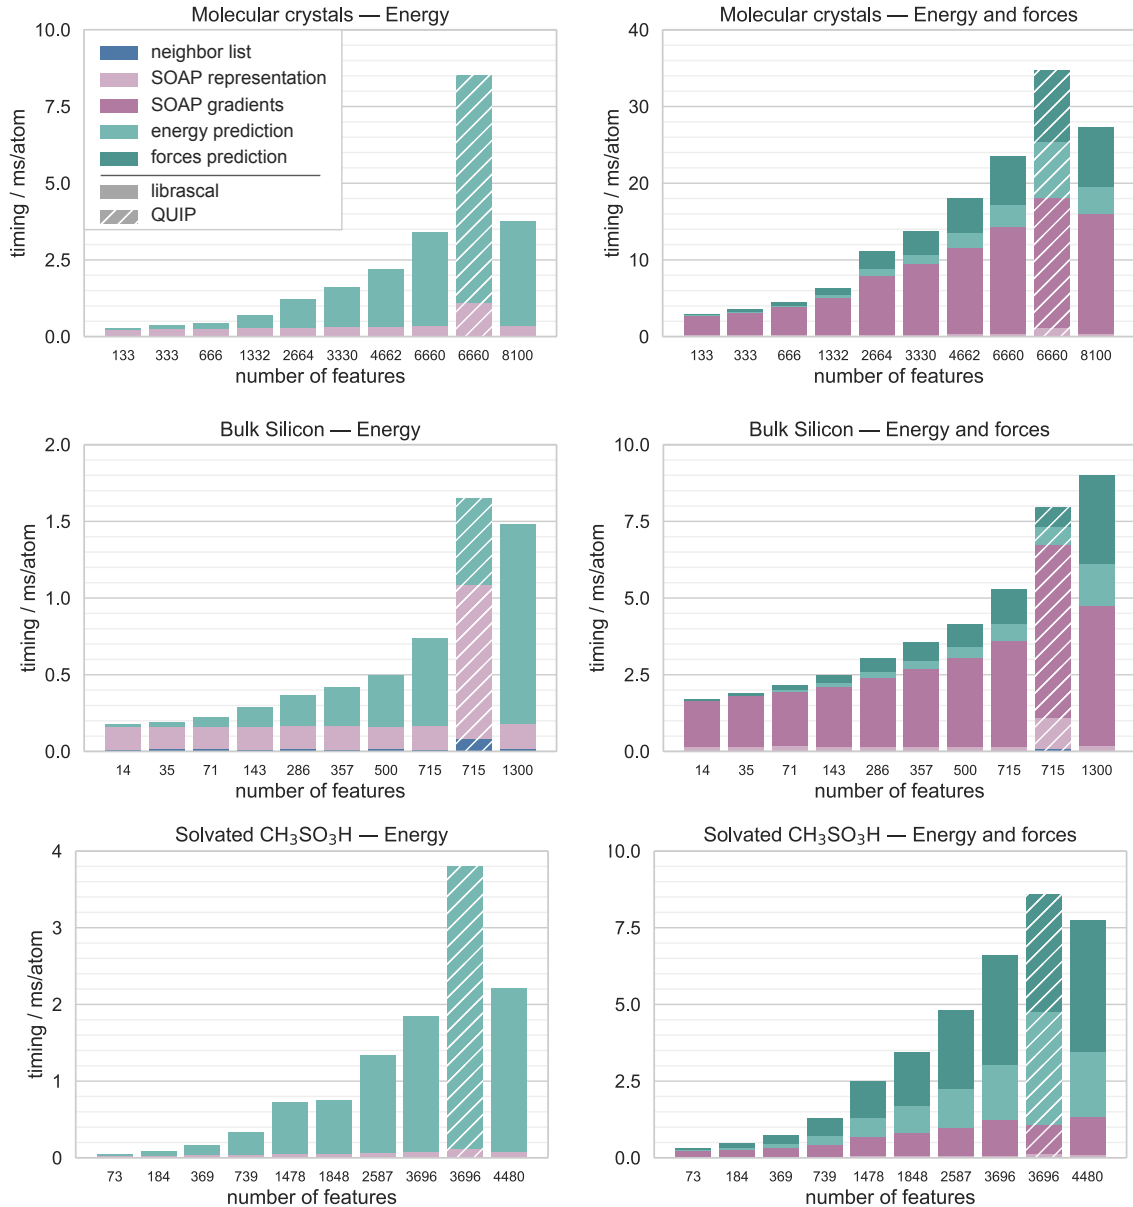 Molecular crystals — Energy
10.0
7.5
5.0
2.5
0.0
timing / ms/atom
neighbor list
SOAP representation
SOAP gradients
energy prediction
forces prediction
librascal
QUIP
133 333 666 1332 2664 3330 4662 6660 6660 8100
number of features
Molecular crystals — Energy and forces
40
30
20
10
0
timing / ms/atom
133 333 666 1332 2664 3330 4662 6660 6660 8100
number of features
Bulk Silicon — Energy
2.0
1.5
1.0
0.5
0.0
timing / ms/atom
14 35 71 143 286 357 500 715 715 1300
number of features
Bulk Silicon — Energy and forces
10.0
7.5
5.0
2.5
0.0
timing / ms/atom
14 35 71 143 286 357 500 715 715 1300
number of features
Solvated CH₃SO₃H — Energy
4
3
2
1
0
timing / ms/atom
73 184 369 739 1478 1848 2587 3696 3696 4480
number of features
Solvated CH₃SO₃H — Energy and forces
10.0
7.5
5.0
2.5
0.0
timing / ms/atom
73 184 369 739 1478 1848 2587 3696 3696 4480
number of features